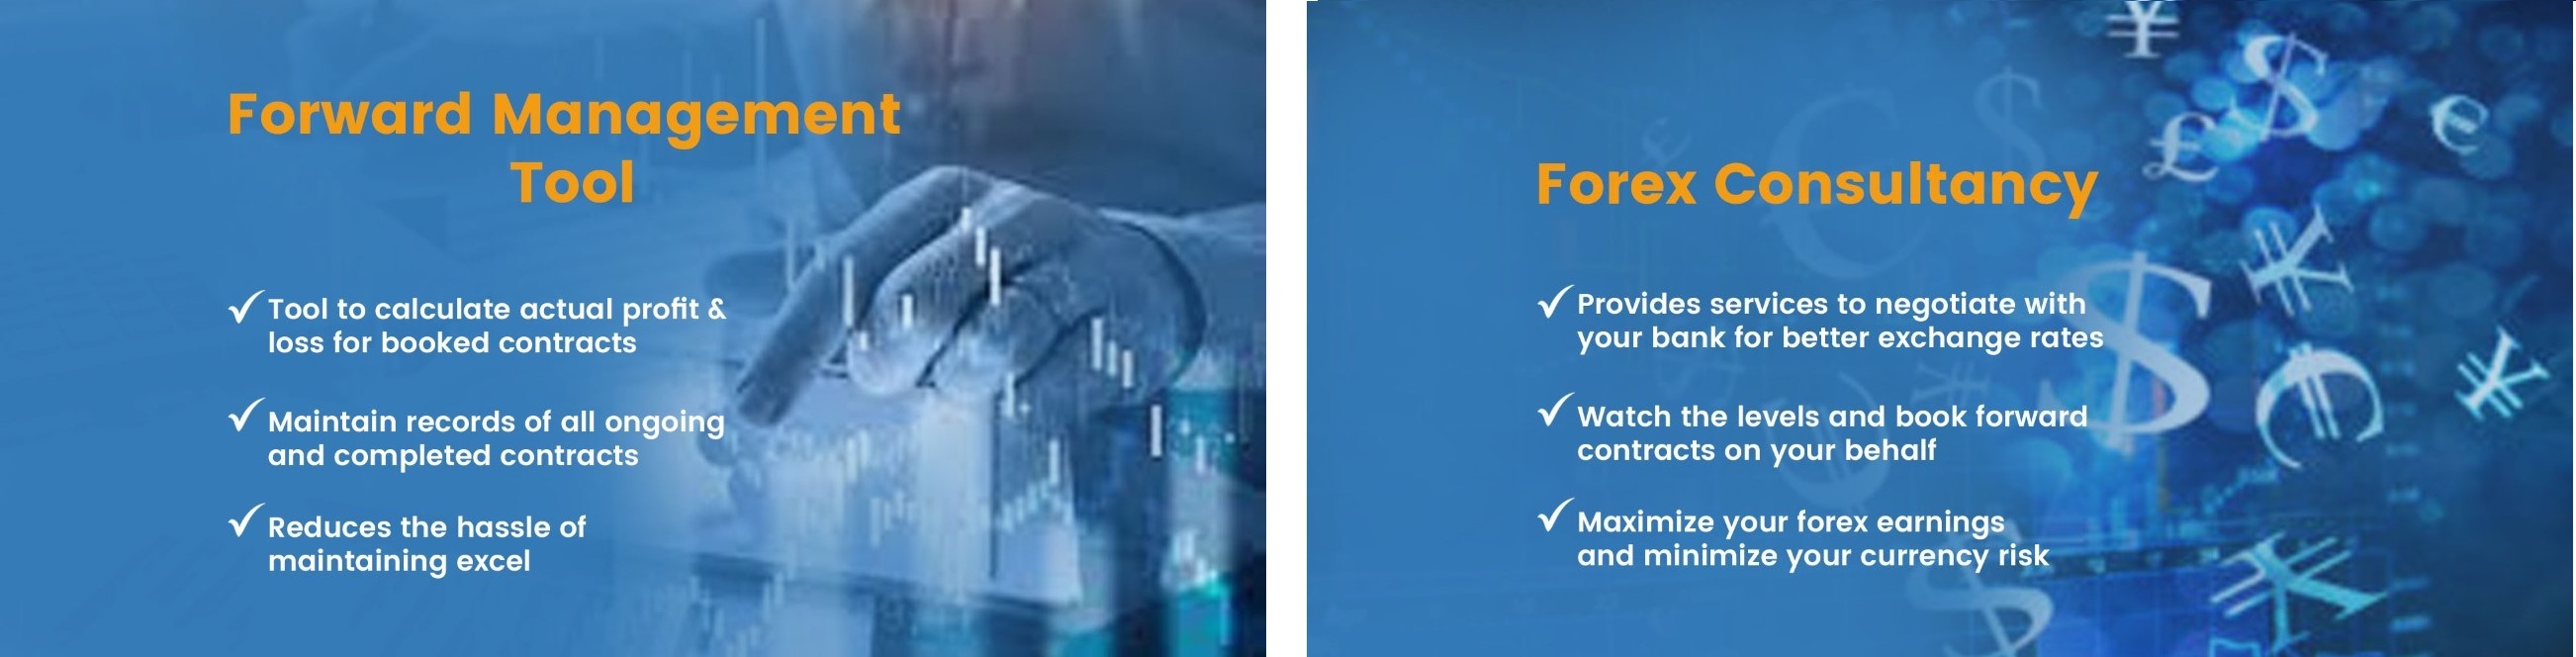 Forward Management
Tool
Tool to calculate actual profit &
loss for booked contracts
Maintain records of all ongoing
and completed contracts
Reduces the hassle of
maintaining excel
Forex Consultancy
Provides services to negotiate with
your bank for better exchange rates
Watch the levels and book forward
contracts on your behalf
Maximize your forex earnings
and minimize your currency risk